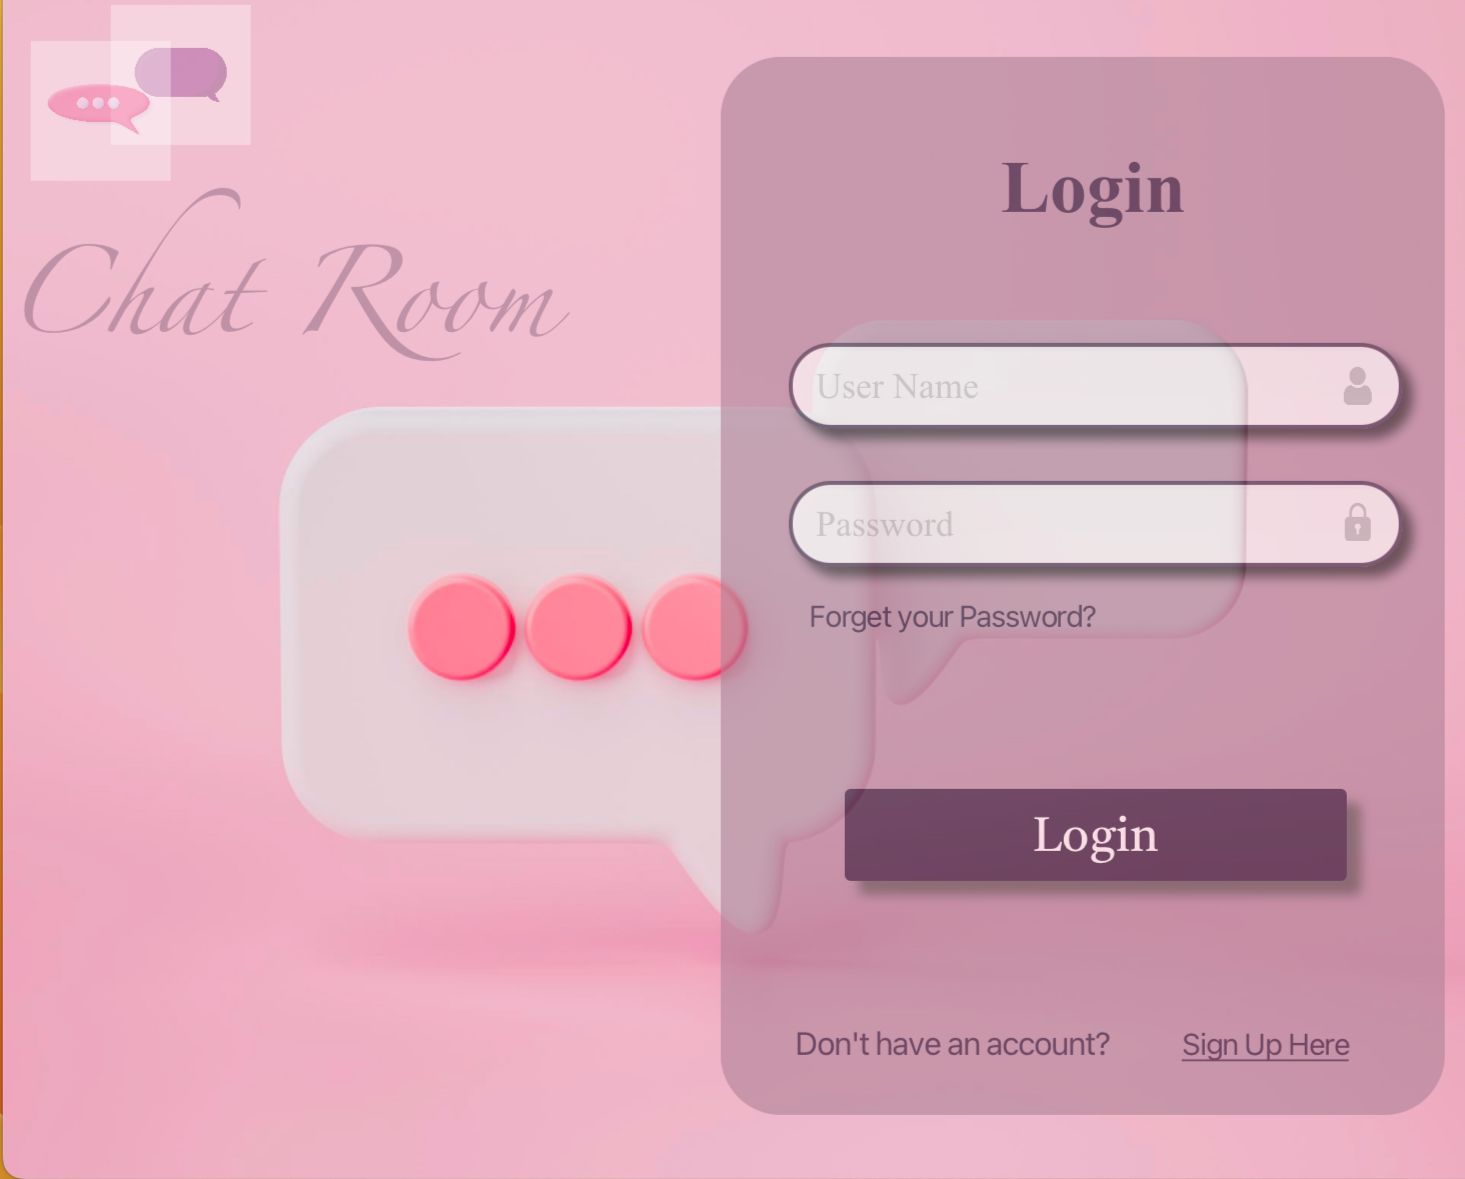 Chat Room
Login
User Name
Password
Forget your Password?
Login
Don't have an account? Sign Up Here